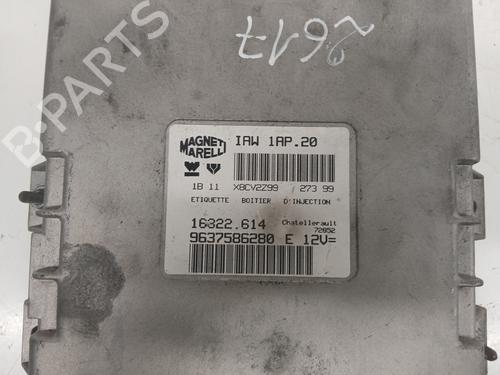 2617
MAGNETI MARELLI
IAW 1AP.20
1B 11 X8CV2Z99 273 99
ETIQUETTE BOITIER D'INJECTION
16322.614 Chatellerault 72852
9637586280 E 12V=
B-PARTS